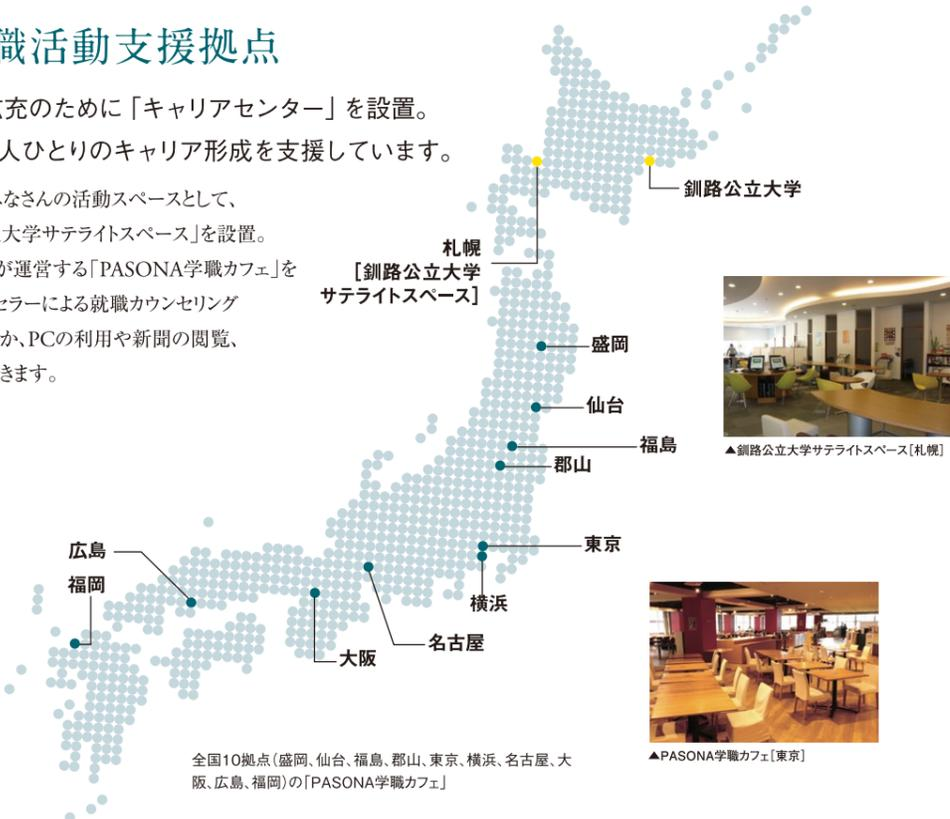 職活動支援拠点
充のために「キャリアセンター」を設置。
人ひとりのキャリア形成を支援しています。
なさんの活動スペースとして、
大学サテライトスペース」を設置。
が運営する「PASONA学職カフェ」を
セラーによる就職カウンセリング
か、PCの利用や新聞の閲覧、
きます。
釧路公立大学
札幌
[釧路公立大学
サテライトスペース]
盛岡
仙台
福島
郡山
▲釧路公立大学サテライトスペース[札幌]
東京
広島
福岡
横浜
名古屋
大阪
▲PASONA学職カフェ[東京]
全国10拠点(盛岡、仙台、福島、郡山、東京、横浜、名古屋、大
阪、広島、福岡)の「PASONA学職カフェ」